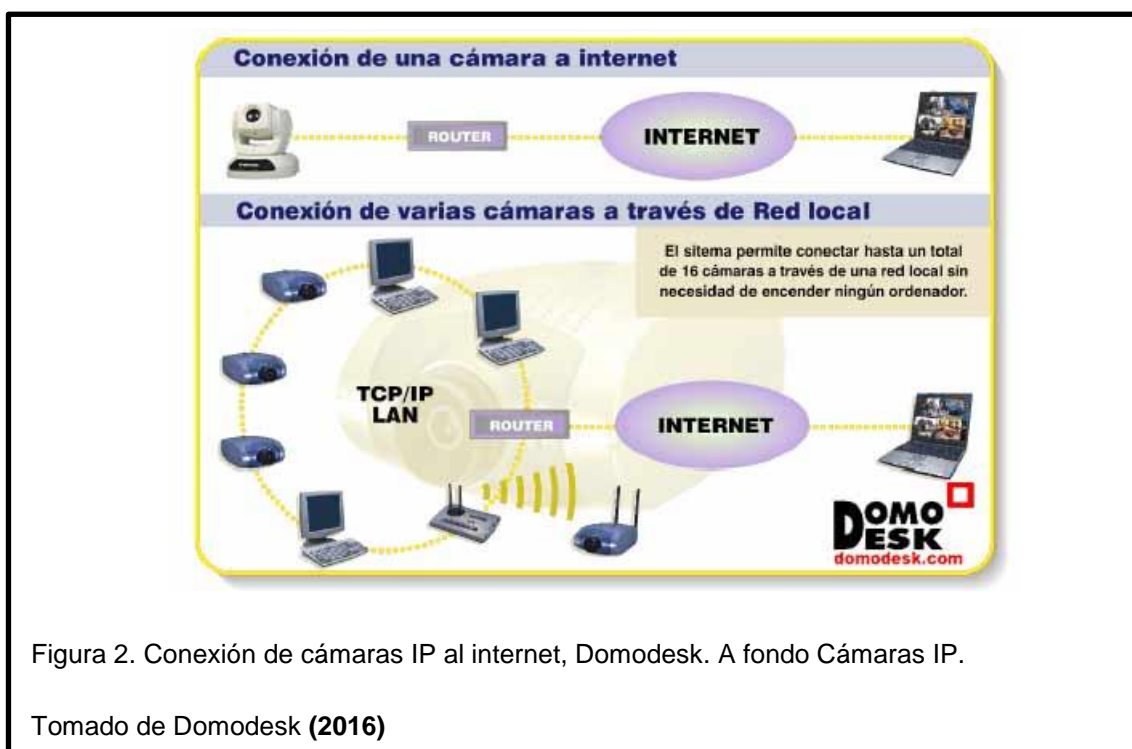 Conexión de una cámara a internet
ROUTER
INTERNET
Conexión de varias cámaras a través de Red local
El sitema permite conectar hasta un total
de 16 cámaras a través de una red local sin
necesidad de encender ningún ordenador.
TCP/IP
LAN
ROUTER
INTERNET
DOMO
DESK
domodesk.com
Figura 2. Conexión de cámaras IP al internet, Domodesk. A fondo Cámaras IP.
Tomado de Domodesk (2016)